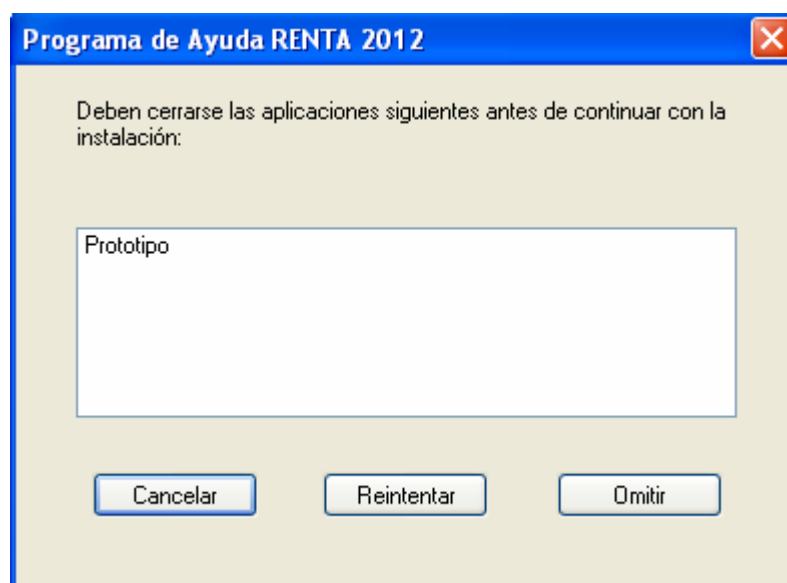 Programa de Ayuda RENTA 2012
Deben cerrarse las aplicaciones siguientes antes de continuar con la
instalación:
Prototipo
Cancelar
Reintentar
Omitir